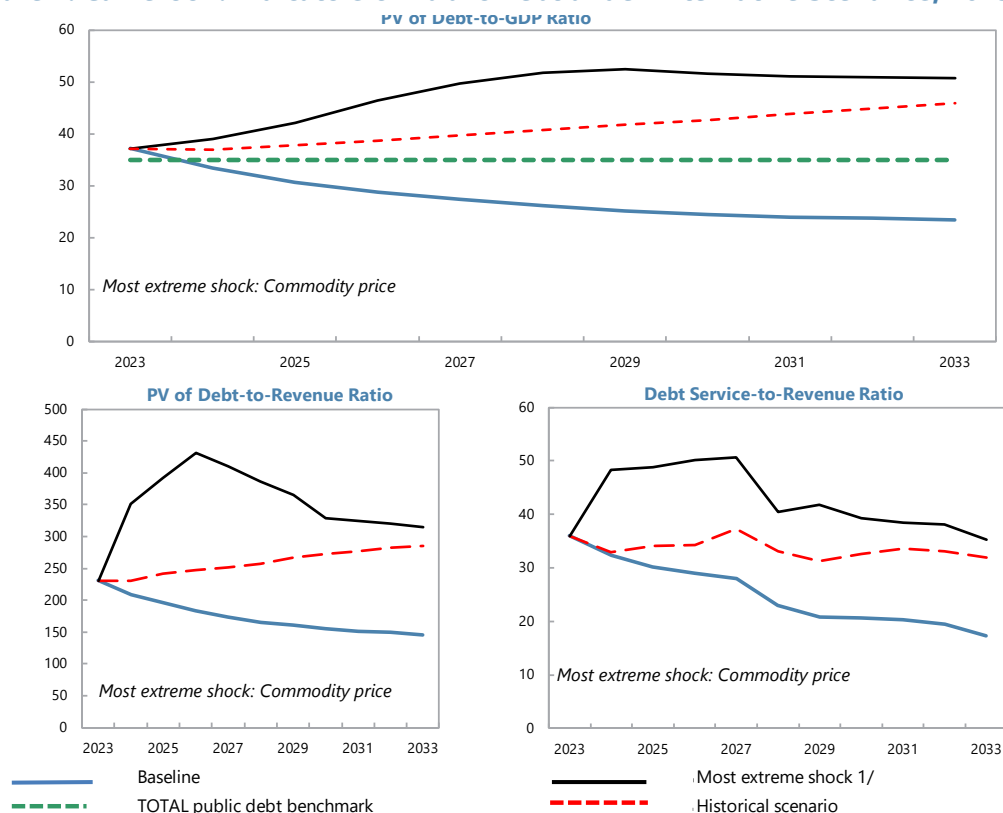 PV of Debt-to-GDP Ratio
60
50
40
30
20
10
0
Most extreme shock: Commodity price
2023 2025 2027 2029 2031 2033
PV of Debt-to-Revenue Ratio
500
450
400
350
300
250
200
150
100
50
0
Most extreme shock: Commodity price
2023 2025 2027 2029 2031 2033
Debt Service-to-Revenue Ratio
60
50
40
30
20
10
0
Most extreme shock: Commodity price
2023 2025 2027 2029 2031 2033
Baseline
Most extreme shock 1/
TOTAL public debt benchmark
Historical scenario